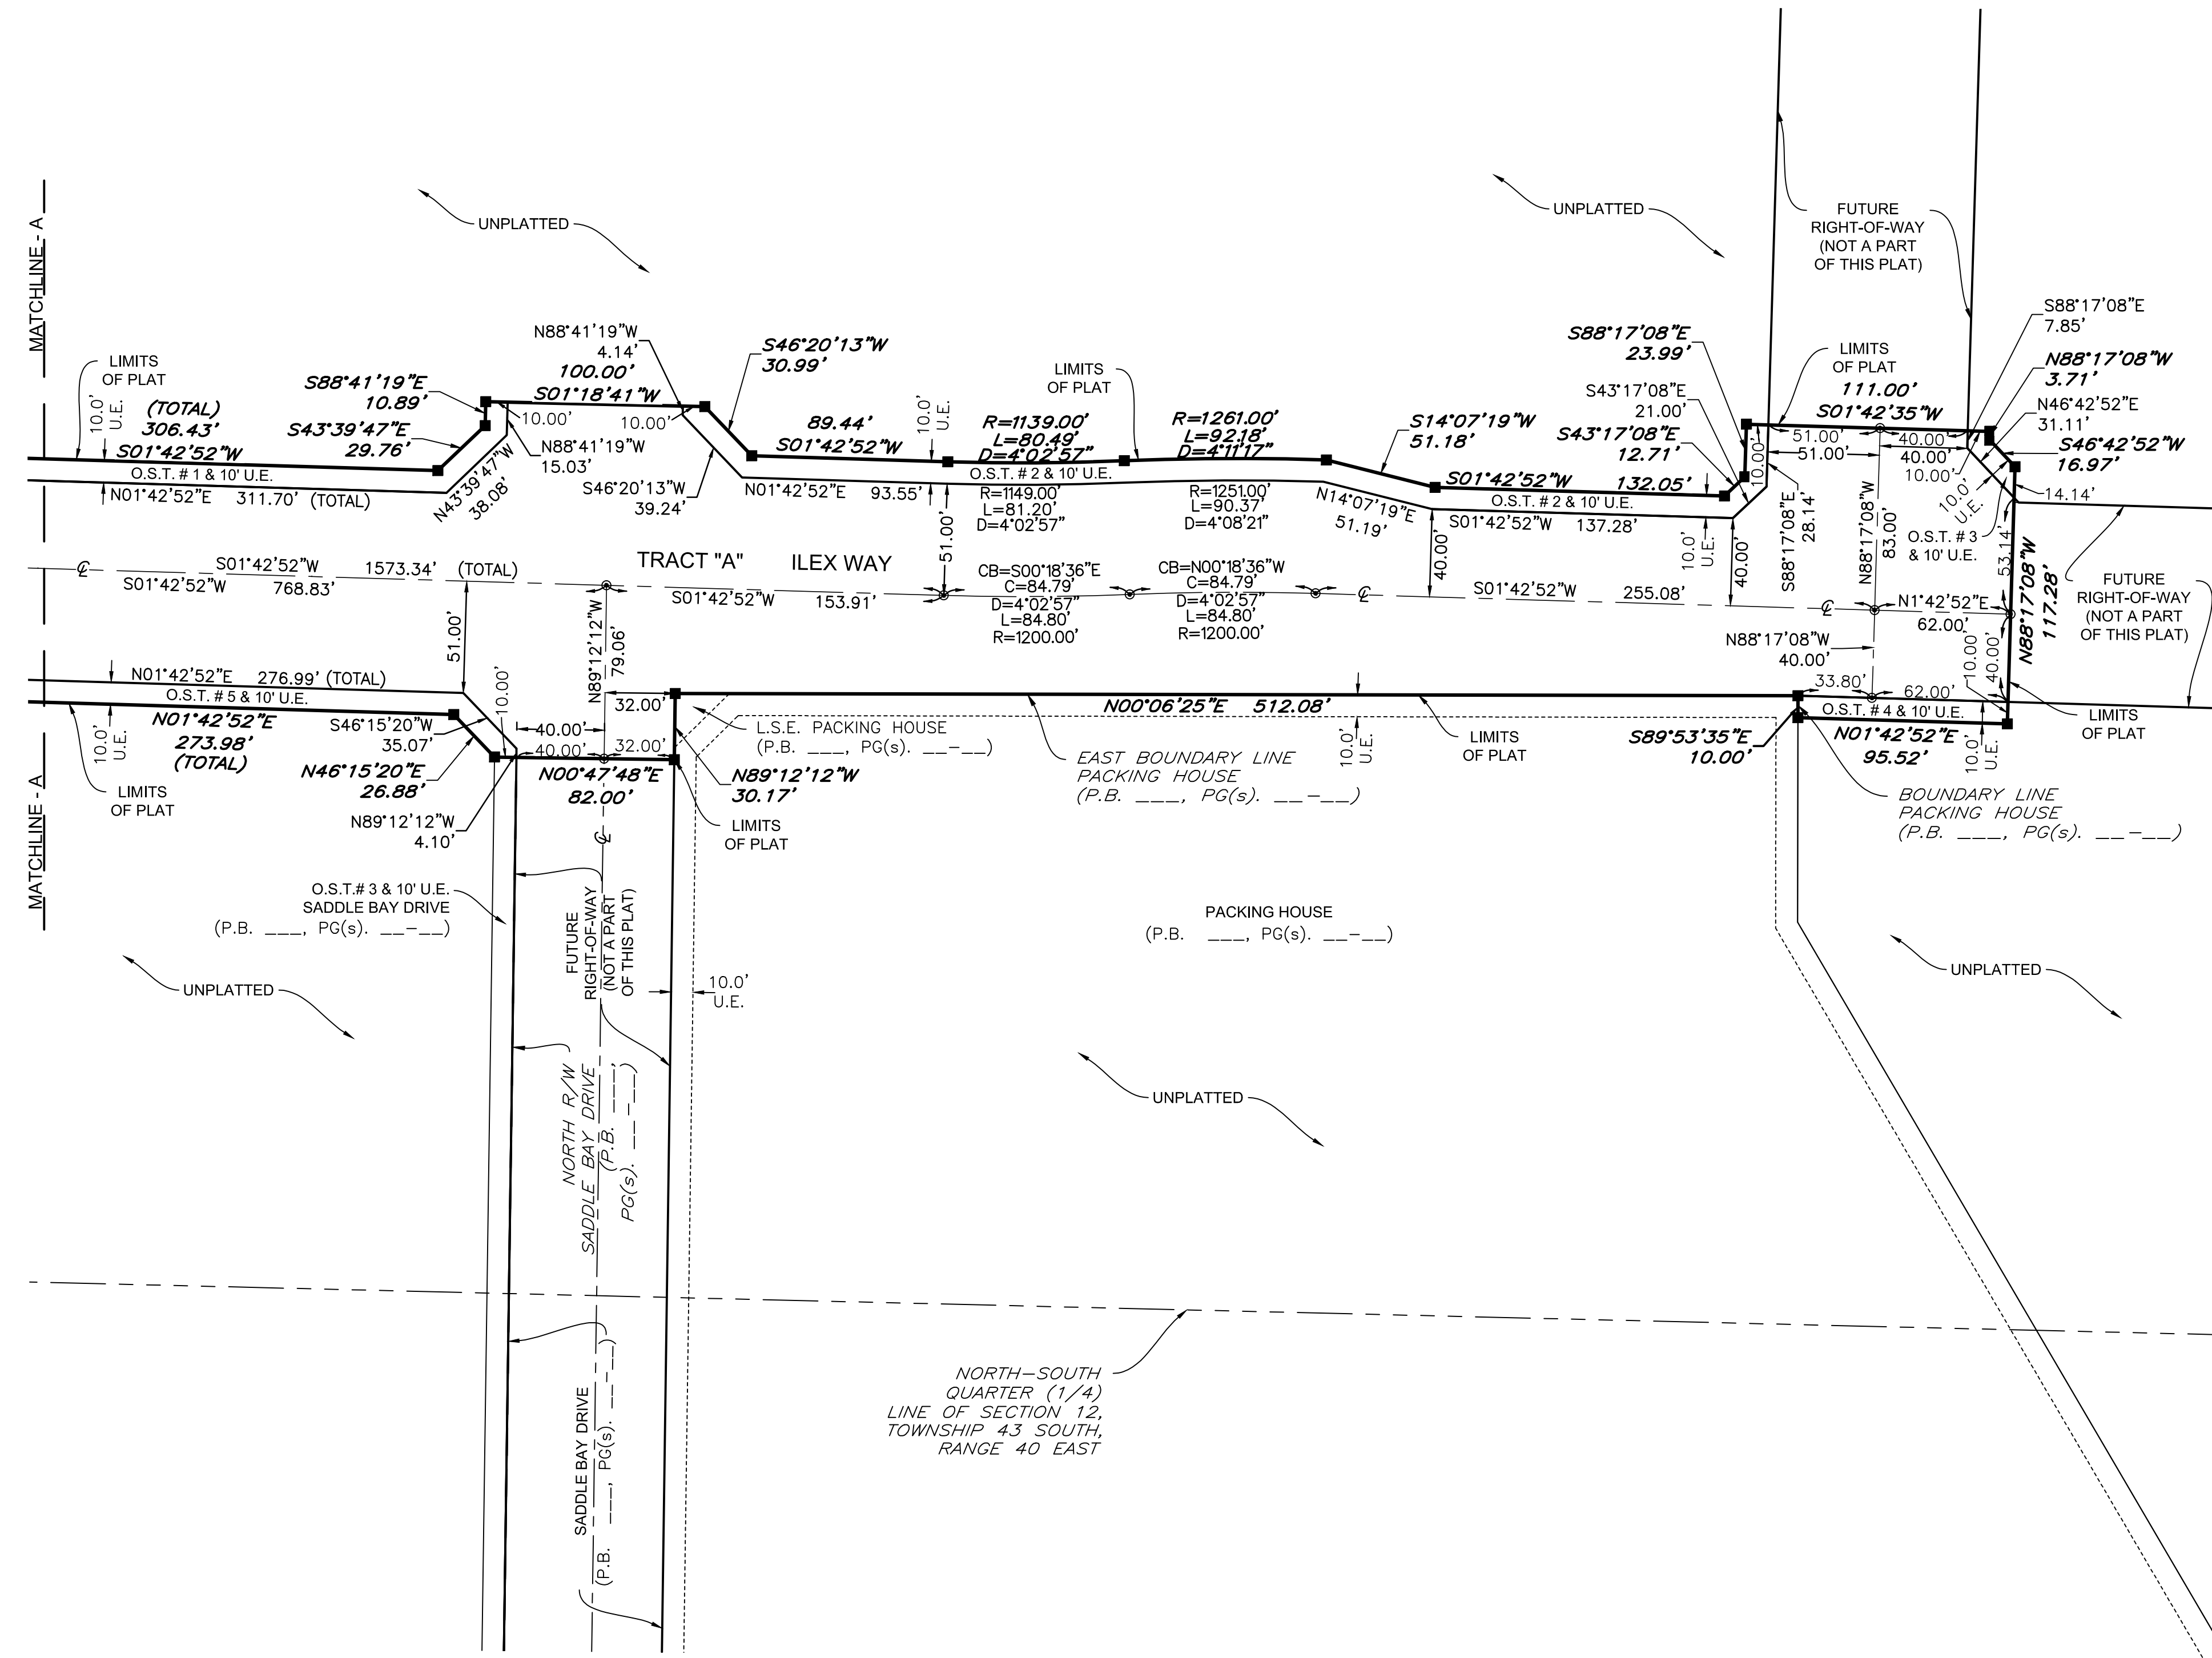 MATCHLINE - A
UNPLATTED
UNPLATTED
FUTURE
RIGHT-OF-WAY
(NOT A PART
OF THIS PLAT)
LIMITS
OF PLAT
10.0'
U.E.
(TOTAL)
306.43'
S01°42'52"W
O.S.T. # 1 & 10' U.E.
N01°42'52"E 311.70' (TOTAL)
S88°41'19"E
10.89'
S43°39'47"E
29.76'
N43°39'47"W
38.08'
N88°41'19"W
4.14'
100.00'
S01°18'41"W
10.00'
10.00'
N88°41'19"W
15.03'
S46°20'13"W
30.99'
S46°20'13"W
39.24'
89.44'
S01°42'52"W
N01°42'52"E 93.55'
10.0'
U.E.
LIMITS
OF PLAT
R=1139.00'
L=80.49'
D=4°02'57"
R=1261.00'
L=92.18'
D=4°11'17"
O.S.T. # 2 & 10' U.E.
R=1149.00'
L=81.20'
D=4°02'57"
R=1251.00'
L=90.37'
D=4°08'21"
S14°07'19"W
51.18'
N14°07'19"E
51.19'
S01°42'52"W 132.05'
O.S.T. # 2 & 10' U.E.
S01°42'52"W 137.28'
S88°17'08"E
23.99'
S43°17'08"E
21.00'
S43°17'08"E
12.71'
10.0'
U.E.
40.00'
40.00'
LIMITS
OF PLAT
111.00'
S01°42'35"W
10.00'
51.00'
51.00'
40.00'
40.00'
10.00'
S88°17'08"E
7.85'
N88°17'08"W
3.71'
N46°42'52"E
31.11'
S46°42'52"W
16.97'
14.14'
10.0'
U.E.
O.S.T. # 3
& 10' U.E.
S88°17'08"E
28.14'
N88°17'08"W
83.00'
53.14'
N88°17'08"W
117.28'
FUTURE
RIGHT-OF-WAY
(NOT A PART
OF THIS PLAT)
℄
S01°42'52"W 1573.34' (TOTAL)
S01°42'52"W 768.83'
TRACT "A" ILEX WAY
51.00'
S01°42'52"W 153.91'
CB=S00°18'36"E
C=84.79'
D=4°02'57"
L=84.80'
R=1200.00'
CB=N00°18'36"W
C=84.79'
D=4°02'57"
L=84.80'
R=1200.00'
℄
S01°42'52"W 255.08'
℄
N1°42'52"E
62.00'
N88°17'08"W
40.00'
10.00'
40.00'
51.00'
N89°12'12"W
79.06'
N01°42'52"E 276.99' (TOTAL)
O.S.T. # 5 & 10' U.E.
N01°42'52"E
273.98'
(TOTAL)
10.0'
U.E.
LIMITS
OF PLAT
S46°15'20"W
35.07'
N46°15'20"E
26.88'
10.00'
40.00'
40.00'
32.00'
32.00'
N00°47'48"E
82.00'
N89°12'12"W
4.10'
L.S.E. PACKING HOUSE
(P.B. ___, PG(s). __-__)
N89°12'12"W
30.17'
LIMITS
OF PLAT
N00°06'25"E 512.08'
EAST BOUNDARY LINE
PACKING HOUSE
(P.B. ___, PG(s). __-__)
10.0'
U.E.
LIMITS
OF PLAT
S89°53'35"E
10.00'
33.80'
62.00'
O.S.T. # 4 & 10' U.E.
N01°42'52"E
95.52'
10.0'
U.E.
LIMITS
OF PLAT
BOUNDARY LINE
PACKING HOUSE
(P.B. ___, PG(s). __-__)
MATCHLINE - A
O.S.T.# 3 & 10' U.E.
SADDLE BAY DRIVE
(P.B. ___, PG(s). __-__)
℄
FUTURE
RIGHT-OF-WAY
(NOT A PART
OF THIS PLAT)
10.0'
U.E.
PACKING HOUSE
(P.B. ___, PG(s). __-__)
UNPLATTED
UNPLATTED
UNPLATTED
NORTH R/W
SADDLE BAY DRIVE
(P.B. ___,
PG(s). __-__)
NORTH-SOUTH
QUARTER (1/4)
LINE OF SECTION 12,
TOWNSHIP 43 SOUTH,
RANGE 40 EAST
SADDLE BAY DRIVE
(P.B. ___, PG(s). __-__)